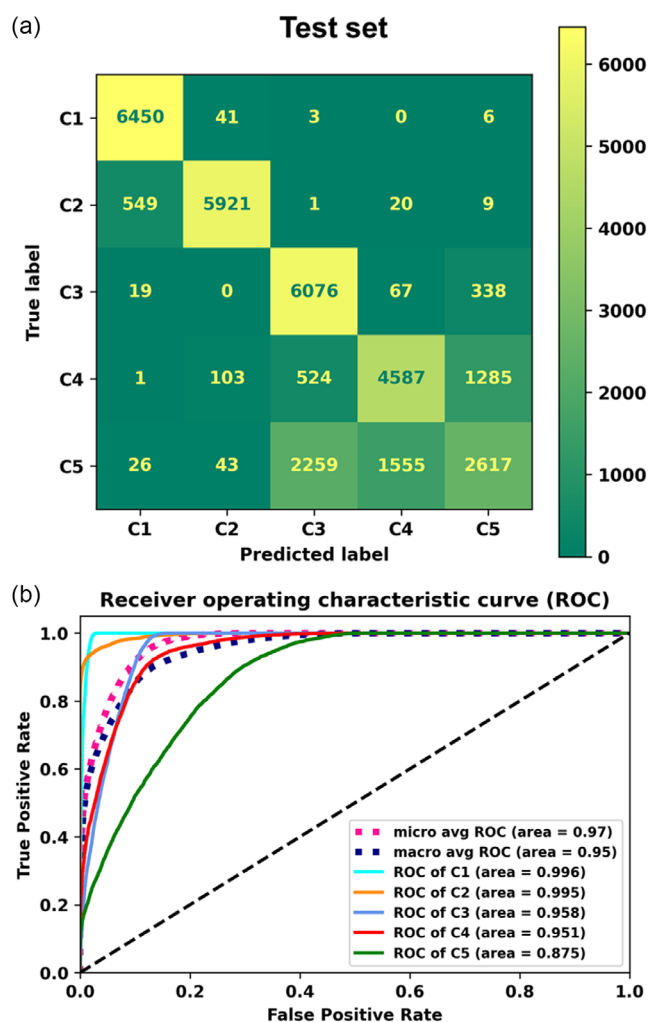 (a)
Test set
C1 6450 41 3 0 6
C2 549 5921 1 20 9
C3 19 0 6076 67 338
C4 1 103 524 4587 1285
C5 26 43 2259 1555 2617
C1 C2 C3 C4 C5
Predicted label
True label
6000
5000
4000
3000
2000
1000
0
(b)
Receiver operating characteristic curve (ROC)
1.0
0.8
0.6
0.4
0.2
0.0
True Positive Rate
micro avg ROC (area = 0.97)
macro avg ROC (area = 0.95)
ROC of C1 (area = 0.996)
ROC of C2 (area = 0.995)
ROC of C3 (area = 0.958)
ROC of C4 (area = 0.951)
ROC of C5 (area = 0.875)
0.0 0.2 0.4 0.6 0.8 1.0
False Positive Rate